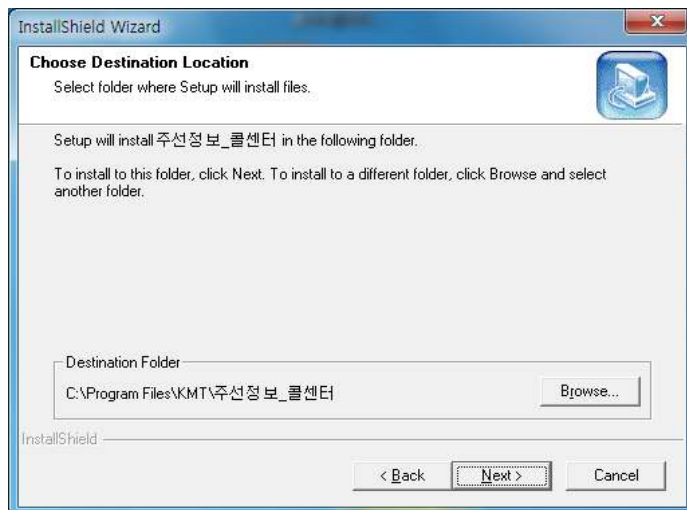 InstallShield Wizard
Choose Destination Location
Select folder where Setup will install files.
Setup will install 주선정보_콜센터 in the following folder.
To install to this folder, click Next. To install to a different folder, click Browse and select
another folder.
Destination Folder
C:\Program Files\KMT\주선정보_콜센터
Browse...
InstallShield
< Back
Next >
Cancel